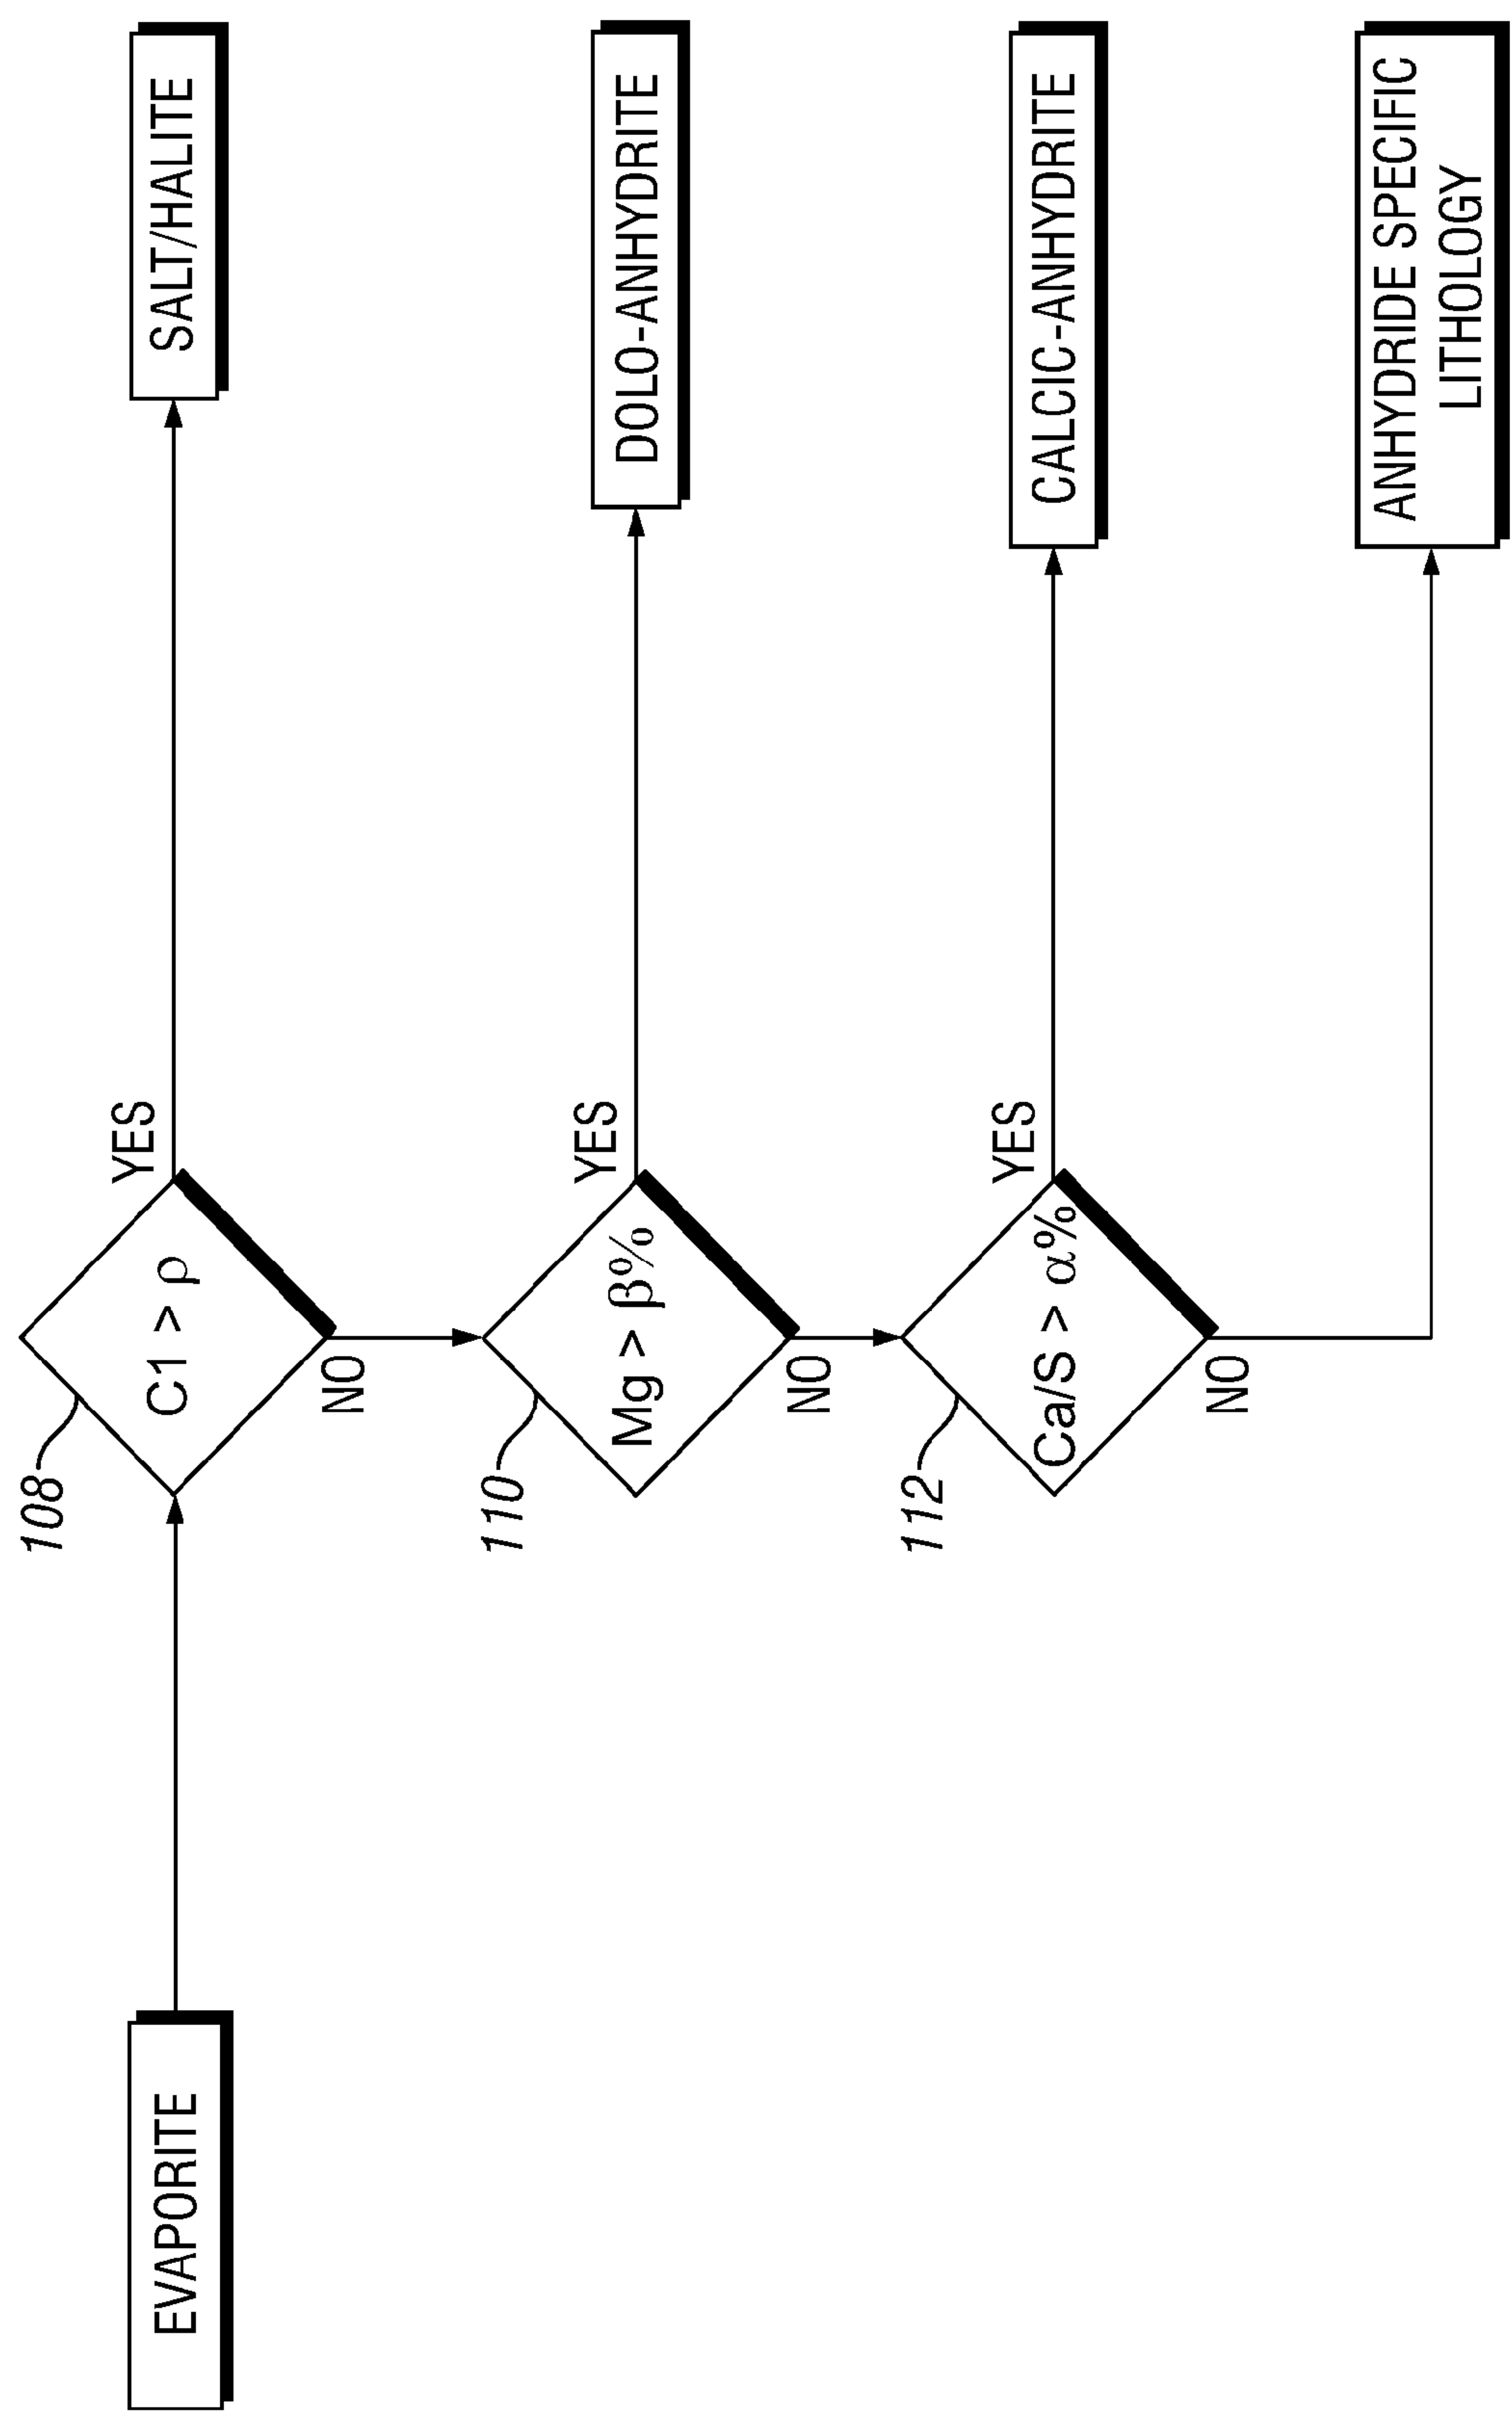 EVAPORITE
108
C1 > ρ
YES
NO
SALT/HALITE
110
Mg > β%
YES
NO
DOLO-ANHYDRITE
112
Ca/S > α%
YES
NO
CALCIC-ANHYDRITE
ANHYDRIDE SPECIFIC
LITHOLOGY